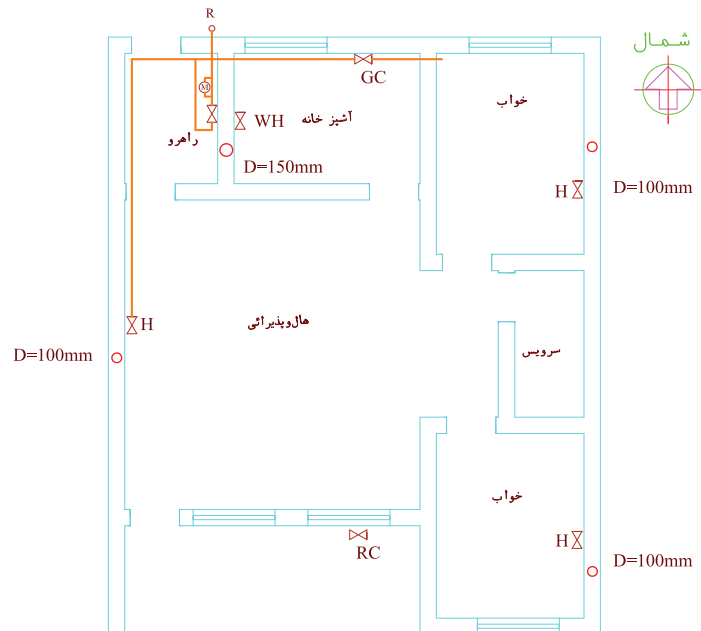 R
شمال
GC
خواب
M
WH
آشپز خانه
راهرو
D=150mm
H
D=100mm
H
هال‌وپذیرائی
سرویس
D=100mm
خواب
H
RC
D=100mm